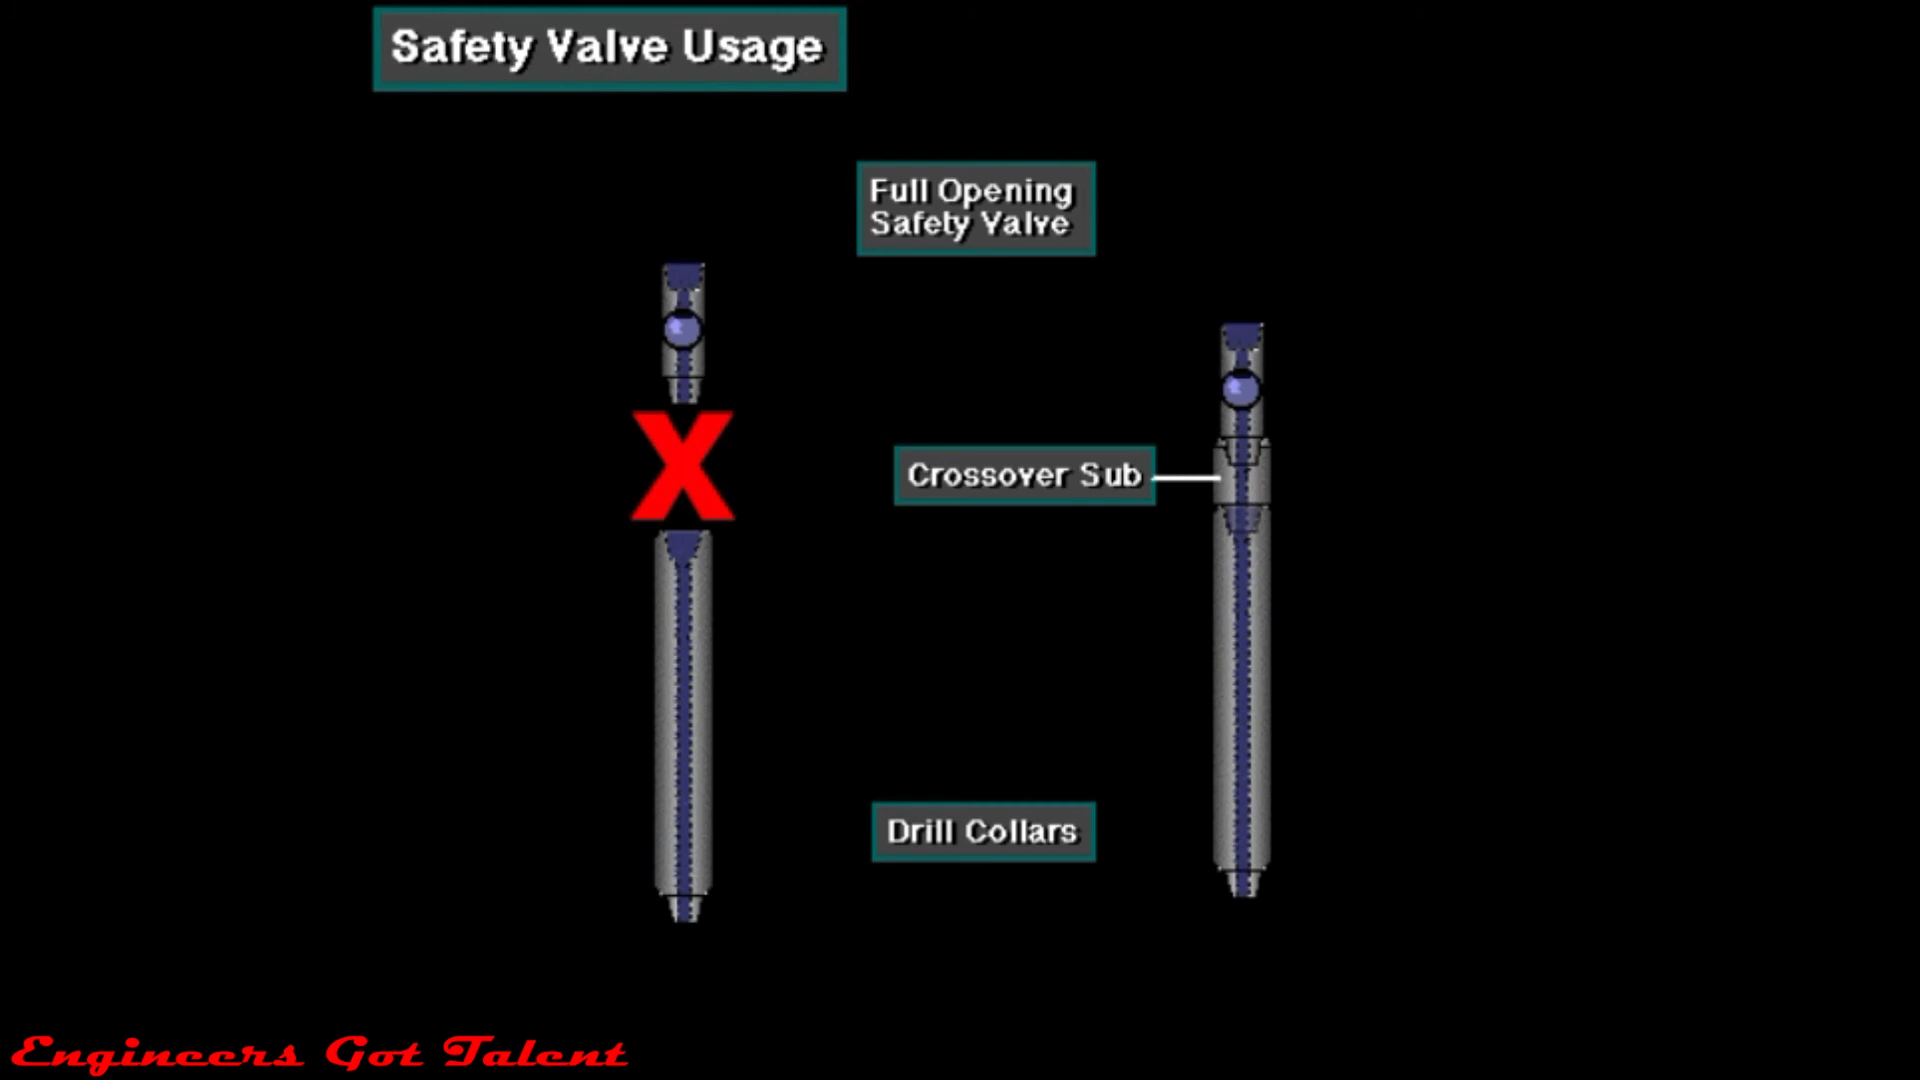 Safety Valve Usage
Full Opening
Safety Valve
Crossover Sub
Drill Collars
Engineers Got Talent